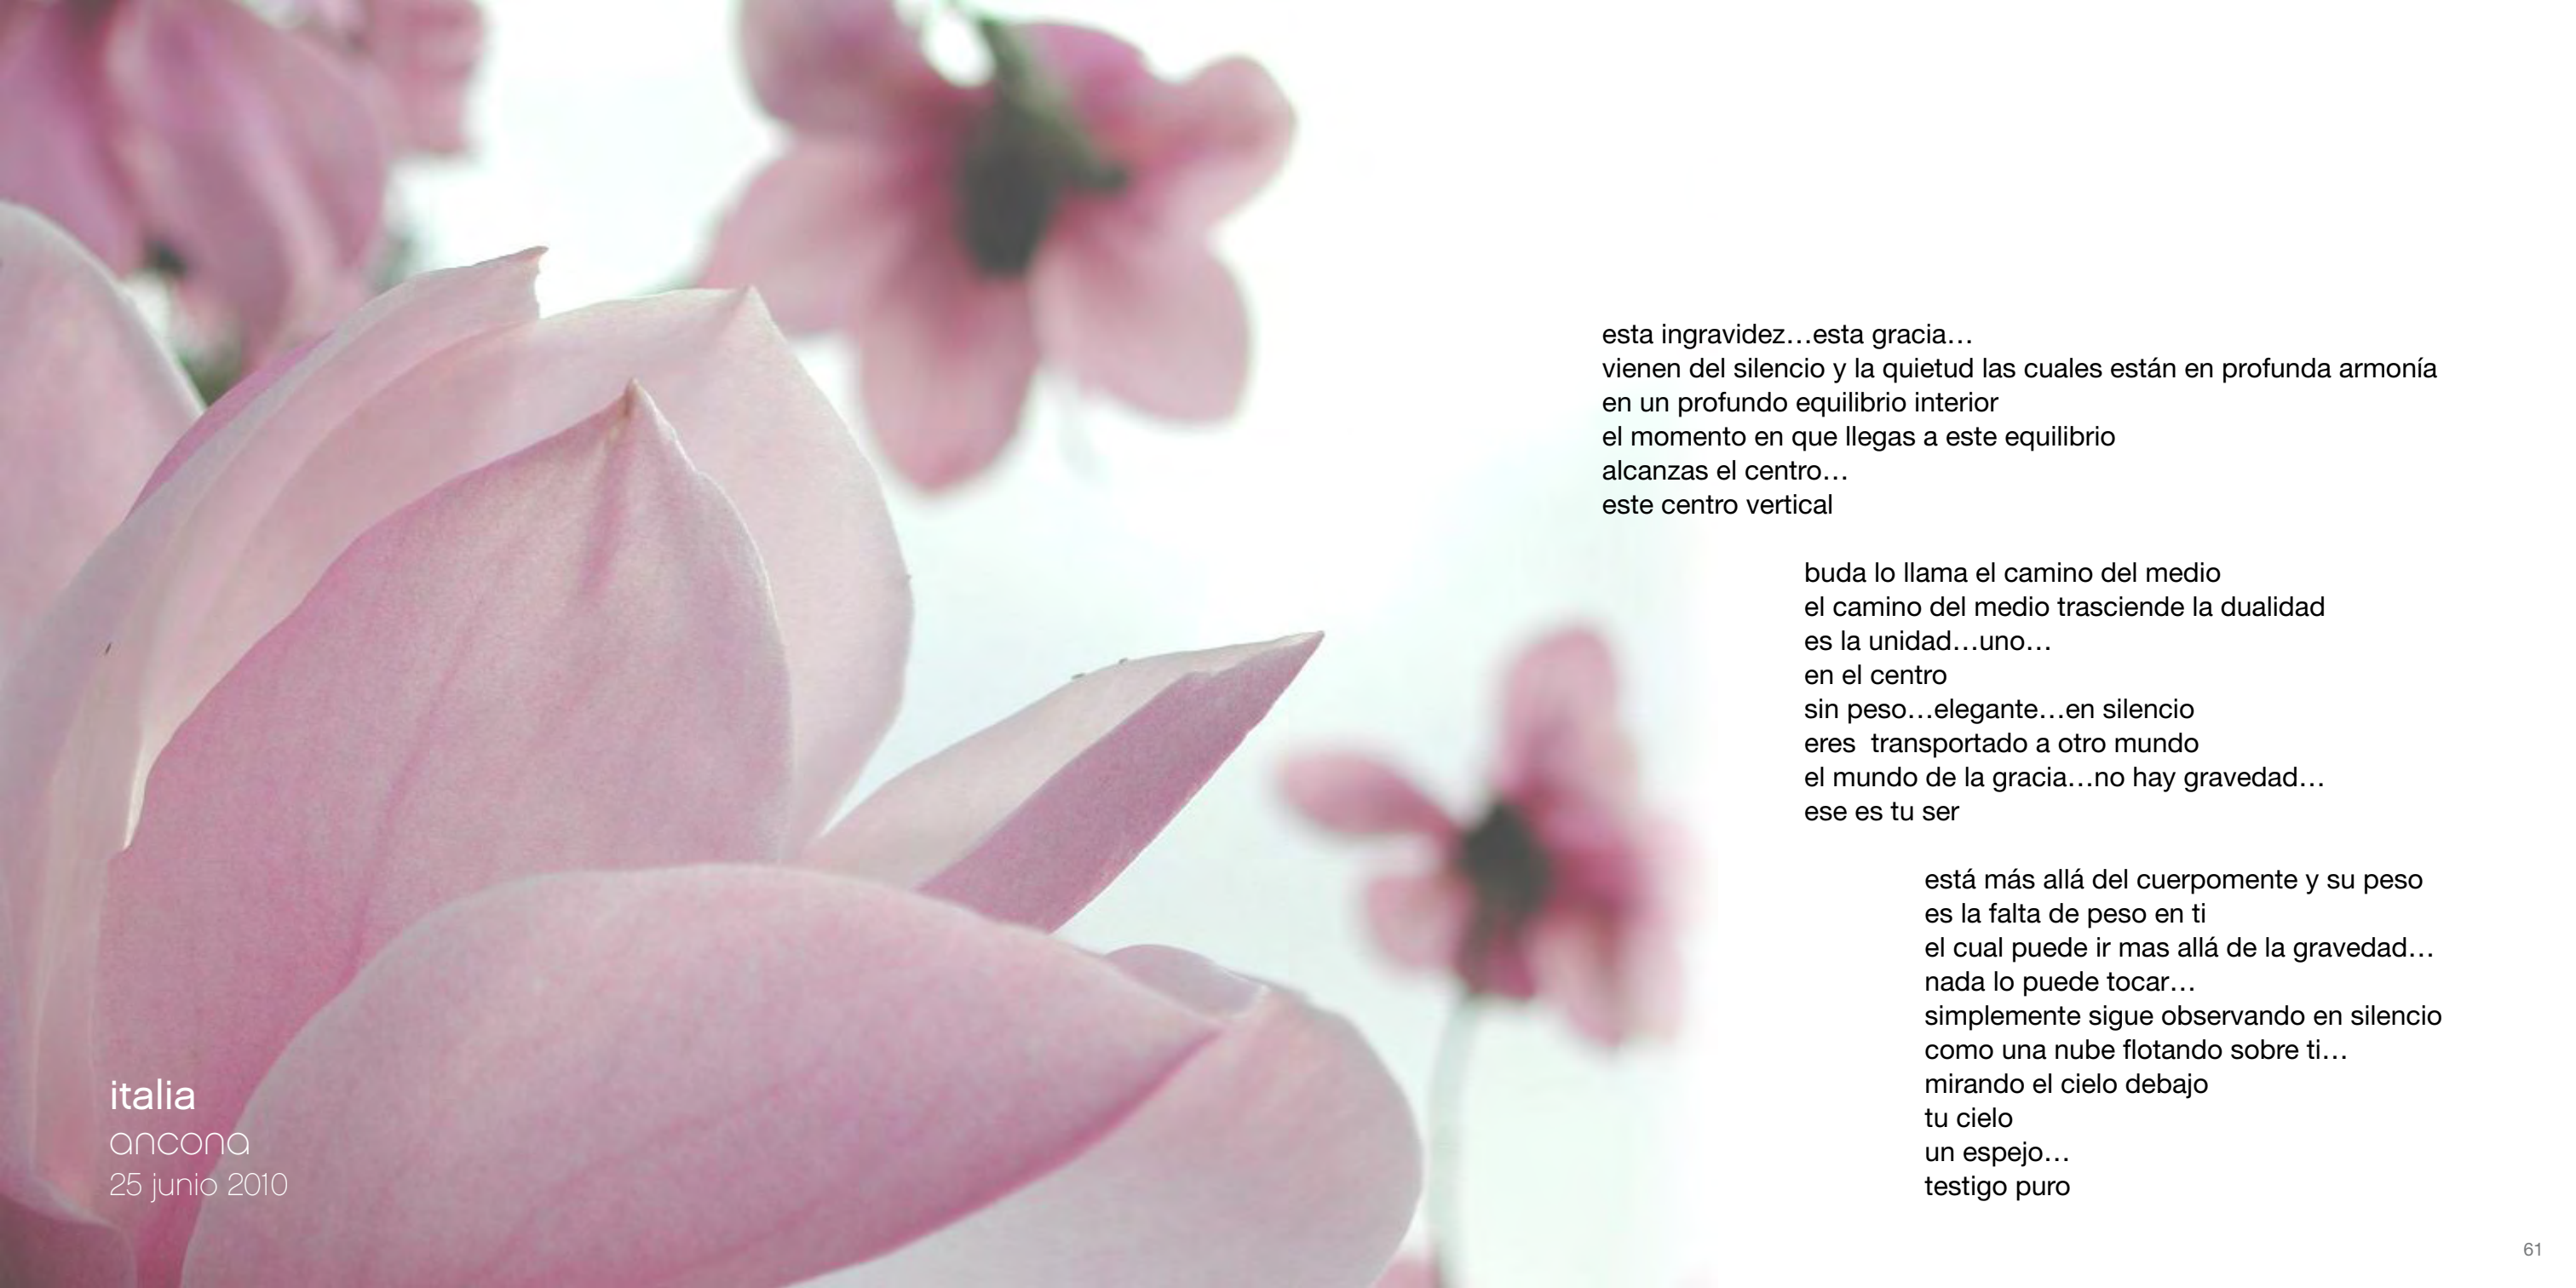 esta ingravidez…esta gracia…
vienen del silencio y la quietud las cuales están en profunda armonía
en un profundo equilibrio interior
el momento en que llegas a este equilibrio
alcanzas el centro…
este centro vertical
buda lo llama el camino del medio
el camino del medio trasciende la dualidad
es la unidad…uno…
en el centro
sin peso…elegante…en silencio
eres  transportado a otro mundo
el mundo de la gracia…no hay gravedad…
ese es tu ser
está más allá del cuerpomente y su peso
es la falta de peso en ti
el cual puede ir mas allá de la gravedad…
nada lo puede tocar…
simplemente sigue observando en silencio
como una nube flotando sobre ti…
mirando el cielo debajo
tu cielo
un espejo…
testigo puro
italia
ancona
25 junio 2010
61